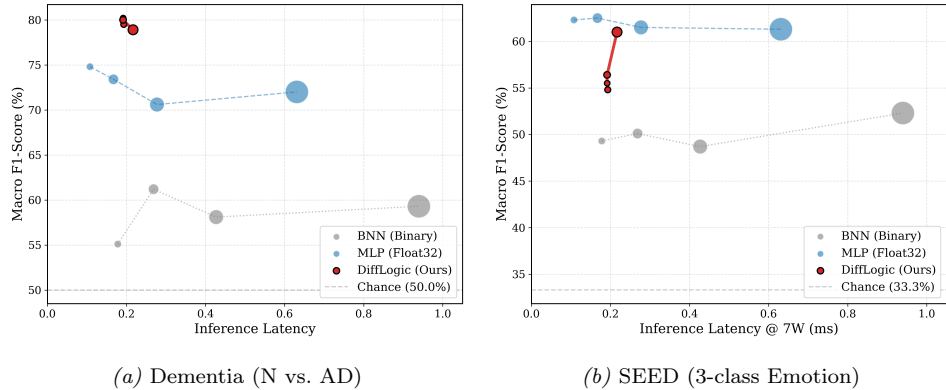 80
75
70
65
60
55
50
Macro F1-Score (%)
0.0 0.2 0.4 0.6 0.8 1.0
Inference Latency
BNN (Binary)
MLP (Float32)
DiffLogic (Ours)
Chance (50.0%)
(a) Dementia (N vs. AD)
60
55
50
45
40
35
Macro F1-Score (%)
0.0 0.2 0.4 0.6 0.8 1.0
Inference Latency @ 7W (ms)
BNN (Binary)
MLP (Float32)
DiffLogic (Ours)
Chance (33.3%)
(b) SEED (3-class Emotion)